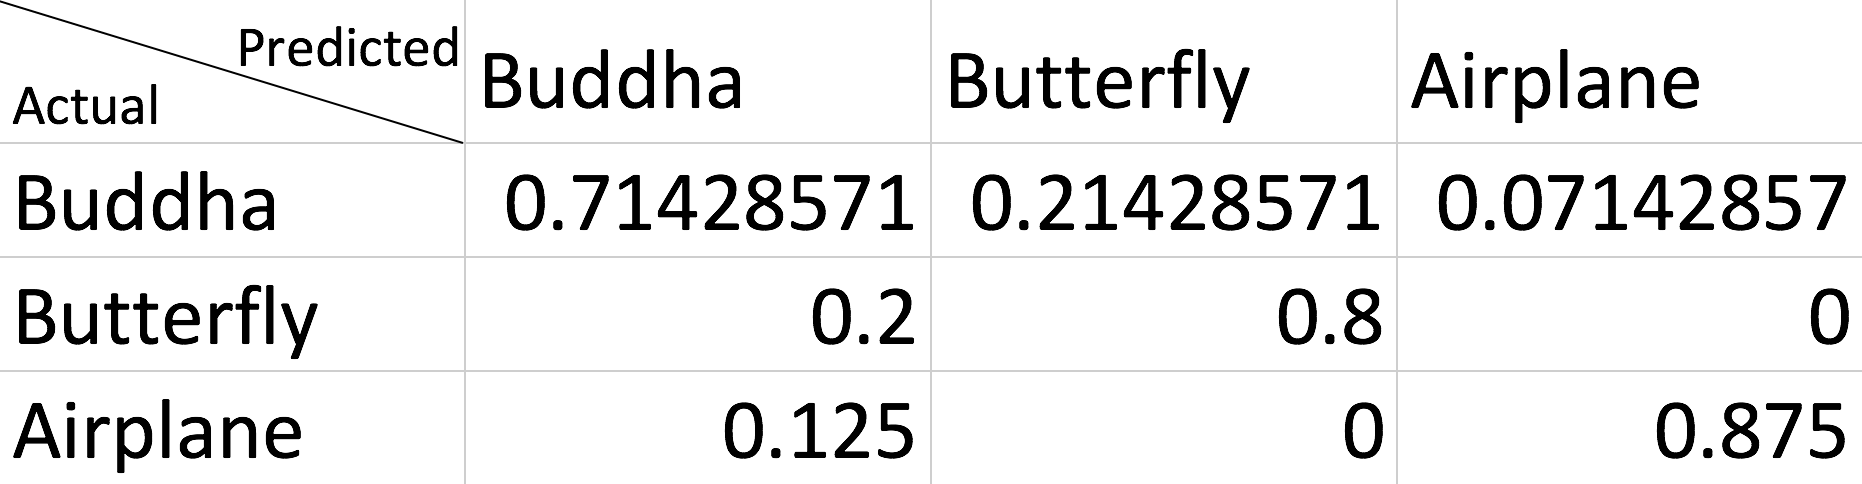 Predicted
Actual
Buddha Butterfly Airplane
Buddha 0.71428571 0.21428571 0.07142857
Butterfly 0.2 0.8 0
Airplane 0.125 0 0.875